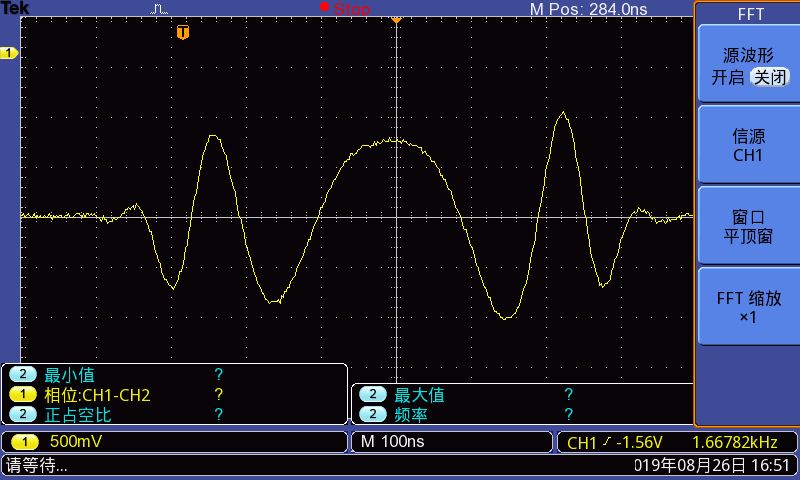 Tek
Stop
M Pos: 284.0ns
T
1
FFT
源波形
开启 关闭
信源
CH1
窗口
平顶窗
FFT 缩放
×1
2 最小值 ?
1 相位:CH1-CH2 ?
2 正占空比 ?
2 最大值 ?
2 频率 ?
1 500mV
M 100ns
CH1 -1.56V 1.66782kHz
请等待...
019年08月26日 16:51